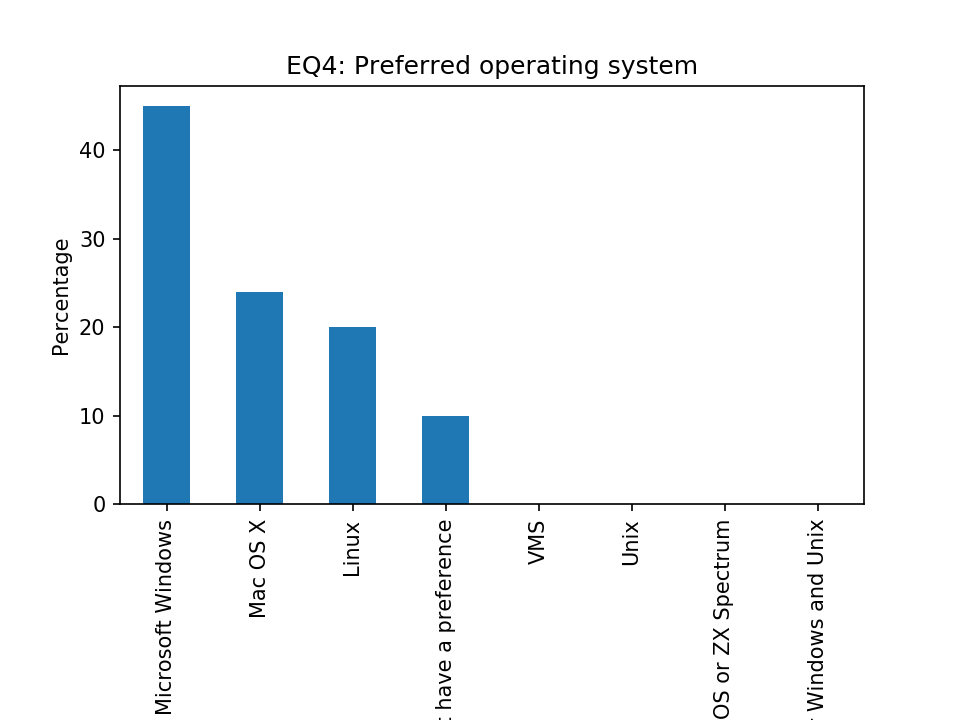 EQ4: Preferred operating system
Percentage
40
30
20
10
0
Microsoft Windows
Mac OS X
Linux
have a preference
VMS
Unix
OS or ZX Spectrum
Windows and Unix